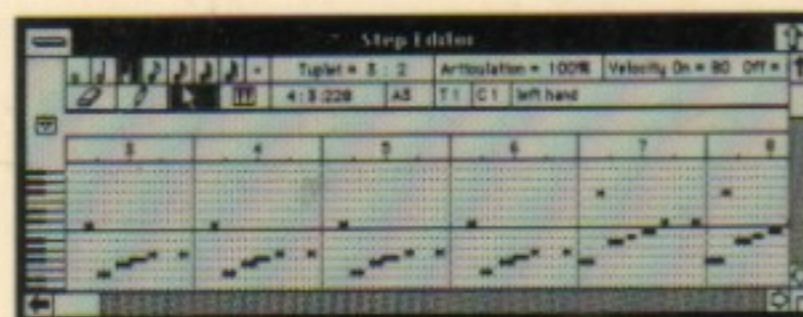 Step Editor
Tuplet = 3 : 2 Articulation = 100% Velocity On = 80 Off =
4:3:228 A3 T1 C1 left hand
3 4 5 6 7 8